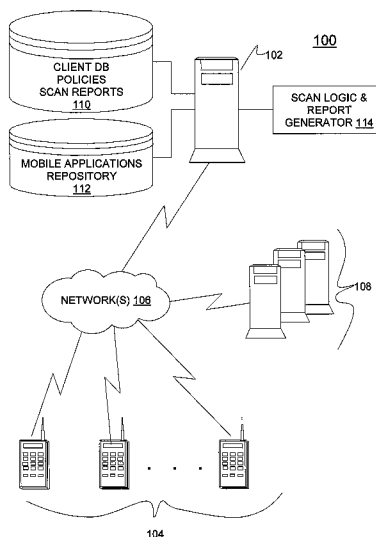 100
102
CLIENT DB
POLICIES
SCAN REPORTS
110
SCAN LOGIC &
REPORT
GENERATOR 114
MOBILE APPLICATIONS
REPOSITORY
112
NETWORK(S) 106
108
. . .
104